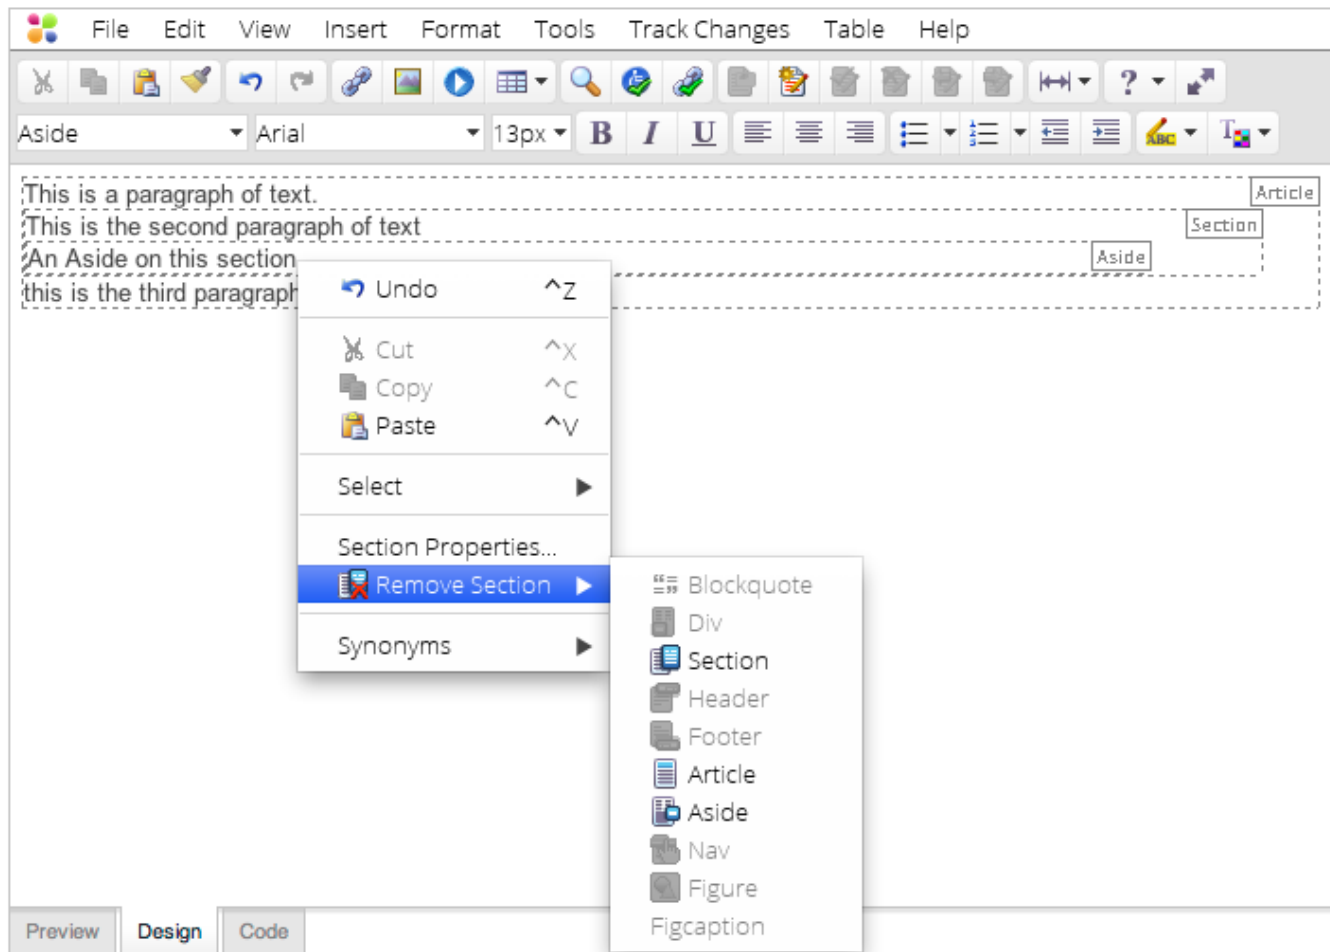 File Edit View Insert Format Tools Track Changes Table Help
?
Aside Arial 13px B I U ABC T
This is a paragraph of text. Article
This is the second paragraph of text Section
An Aside on this section Aside
this is the third paragraph
Undo ^Z
Cut ^X
Copy ^C
Paste ^V
Select
Section Properties...
Remove Section
Synonyms
Blockquote
Div
Section
Header
Footer
Article
Aside
Nav
Figure
Figcaption
Preview Design Code